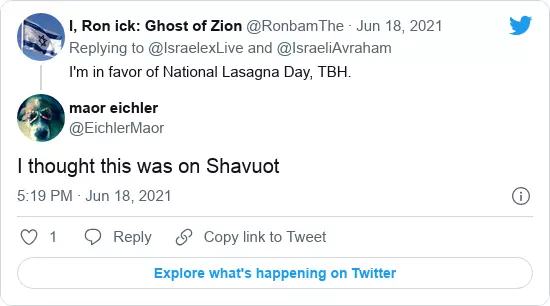 I, Ron ick: Ghost of Zion @RonbamThe · Jun 18, 2021
Replying to @IsraelexLive and @IsraeliAvraham
I'm in favor of National Lasagna Day, TBH.
maor eichler
@EichlerMaor
I thought this was on Shavuot
5:19 PM · Jun 18, 2021
1 Reply Copy link to Tweet
Explore what's happening on Twitter